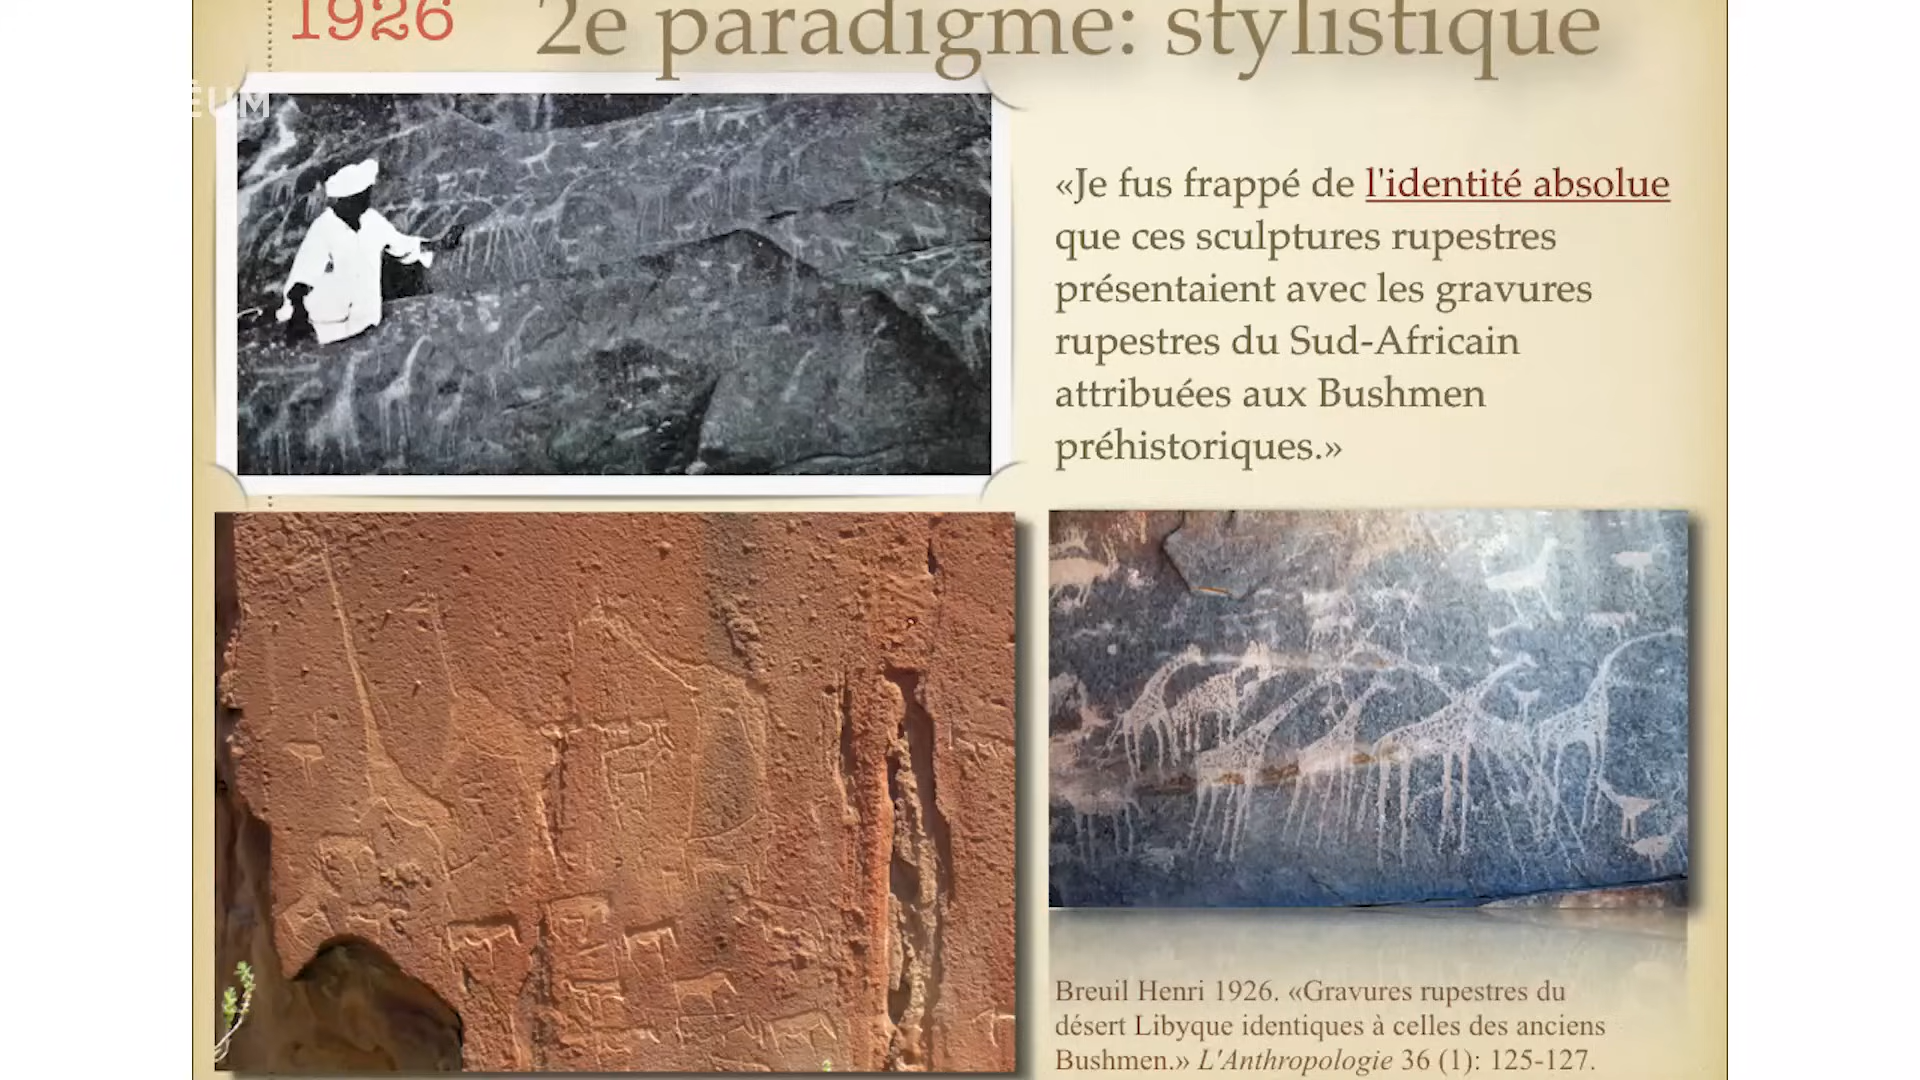 1926
2e paradigme: stylistique
ÉUM
«Je fus frappé de l'identité absolue
que ces sculptures rupestres
présentaient avec les gravures
rupestres du Sud-Africain
attribuées aux Bushmen
préhistoriques.»
Breuil Henri 1926. «Gravures rupestres du
désert Libyque identiques à celles des anciens
Bushmen.» L'Anthropologie 36 (1): 125-127.